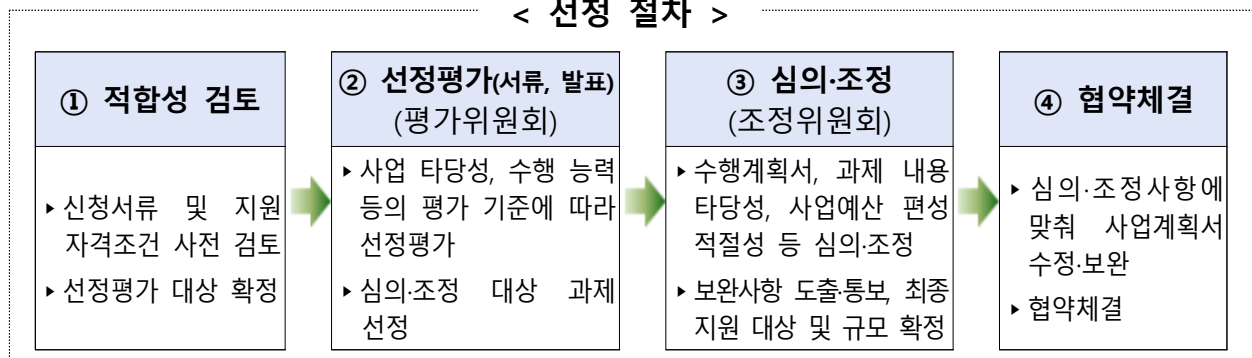 < 선정 절차 >
① 적합성 검토
▸신청서류 및 지원
자격조건 사전 검토
▸선정평가 대상 확정
② 선정평가(서류, 발표)
(평가위원회)
▸사업 타당성, 수행 능력
등의 평가 기준에 따라
선정평가
▸심의·조정 대상 과제
선정
③ 심의·조정
(조정위원회)
▸수행계획서, 과제 내용
타당성, 사업예산 편성
적절성 등 심의·조정
▸보완사항 도출·통보, 최종
지원 대상 및 규모 확정
④ 협약체결
▸심의·조정사항에
맞춰 사업계획서
수정·보완
▸협약체결